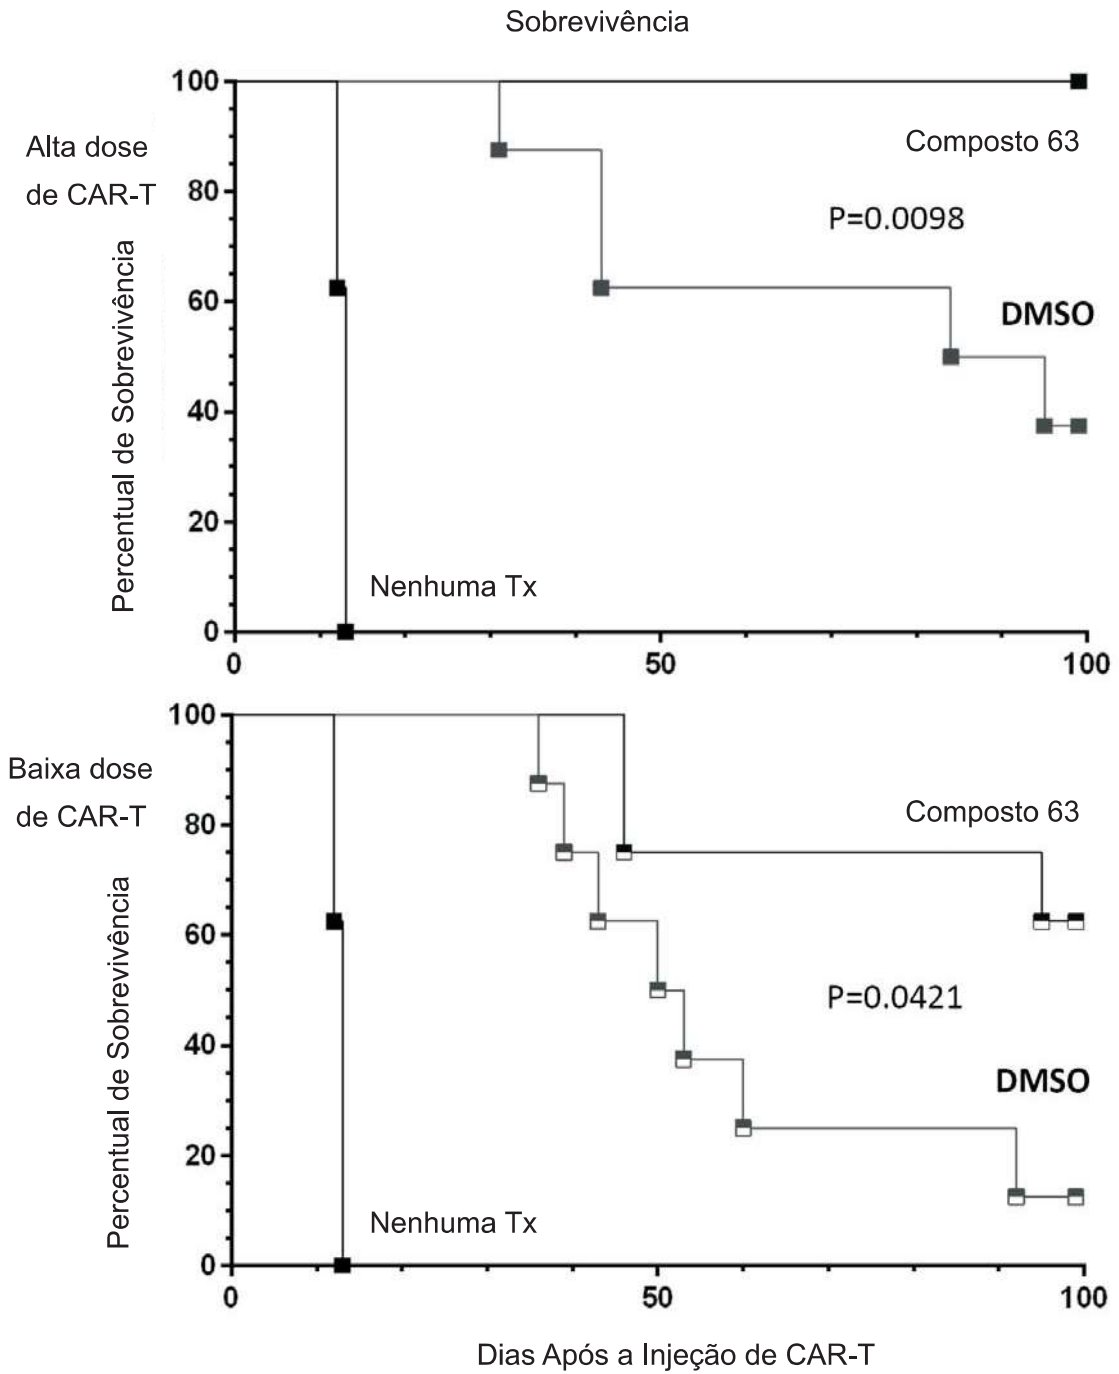 Sobrevivência
Alta dose
de CAR-T
Percentual de Sobrevivência
100
80
60
40
20
0
Composto 63
P=0.0098
DMSO
Nenhuma Tx
0
50
100
Baixa dose
de CAR-T
Percentual de Sobrevivência
100
80
60
40
20
0
Composto 63
P=0.0421
DMSO
Nenhuma Tx
0
50
100
Dias Após a Injeção de CAR-T